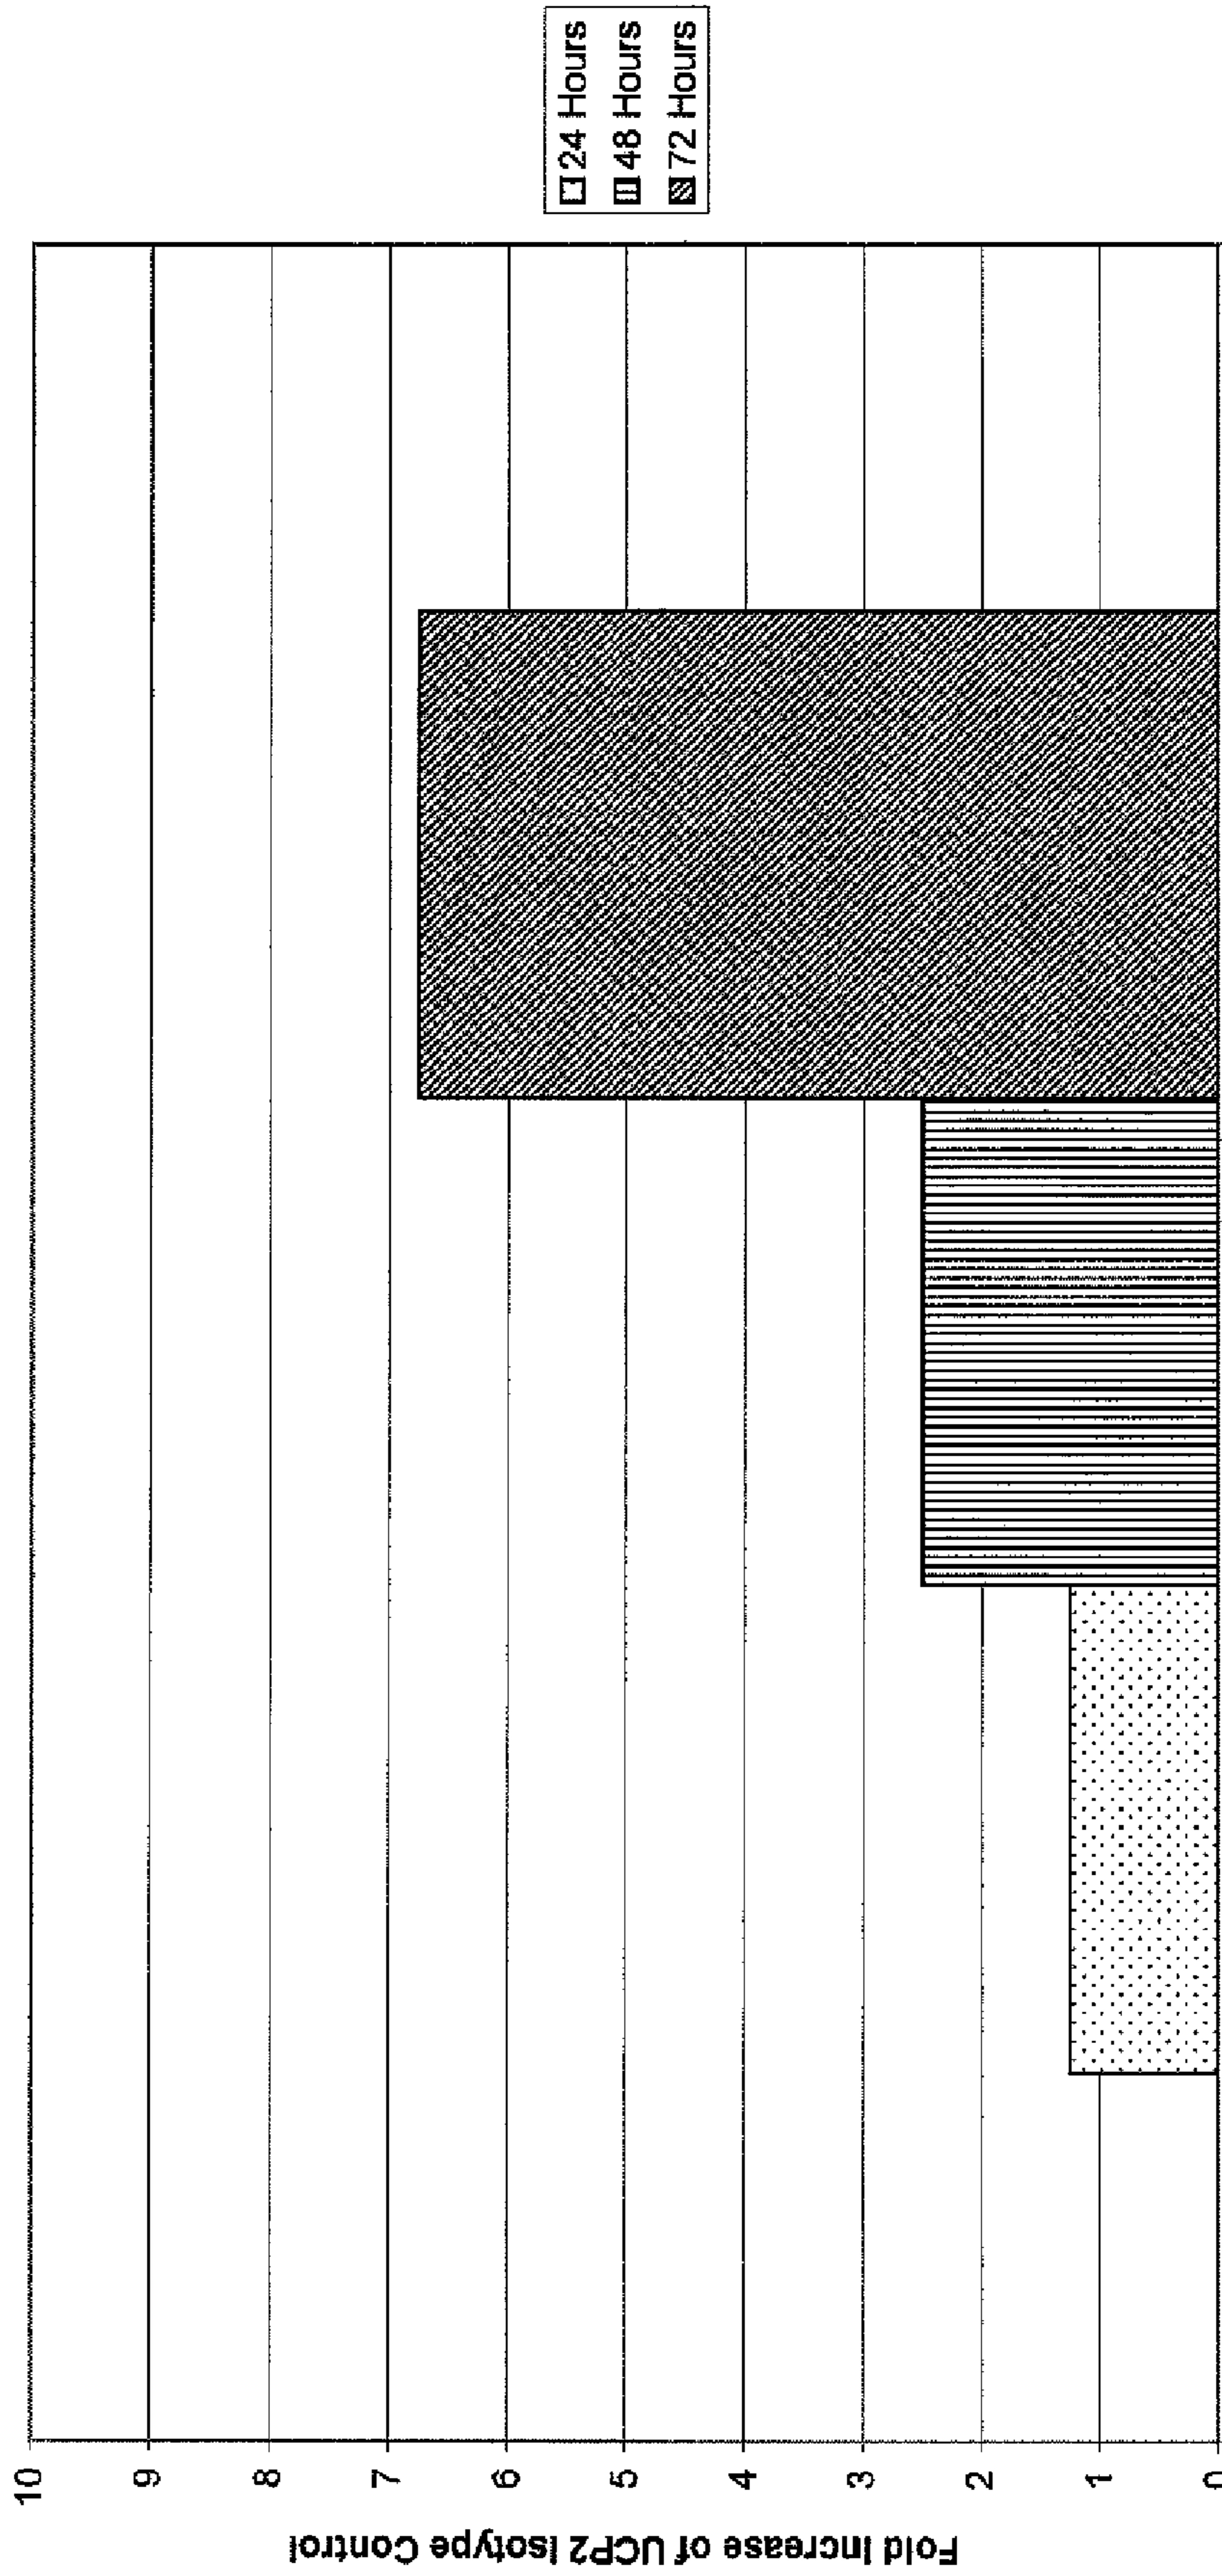 Fold Increase of UCP2 Isotype Control
10
9
8
7
6
5
4
3
2
1
0
24 Hours
48 Hours
72 Hours